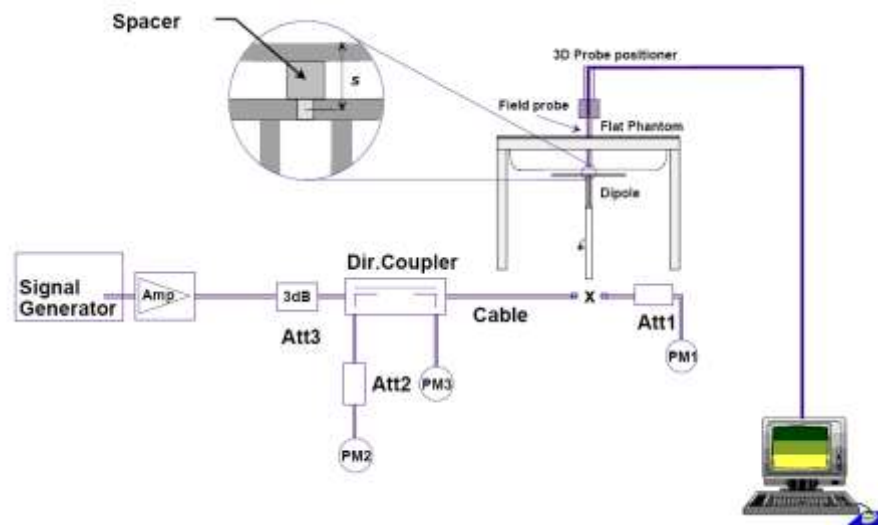 Spacer
s
3D Probe positioner
Field probe
Flat Phantom
Dipole
Dir.Coupler
Signal
Generator
Amp
3dB
Att3
Cable
x
Att1
PM1
Att2
PM3
PM2